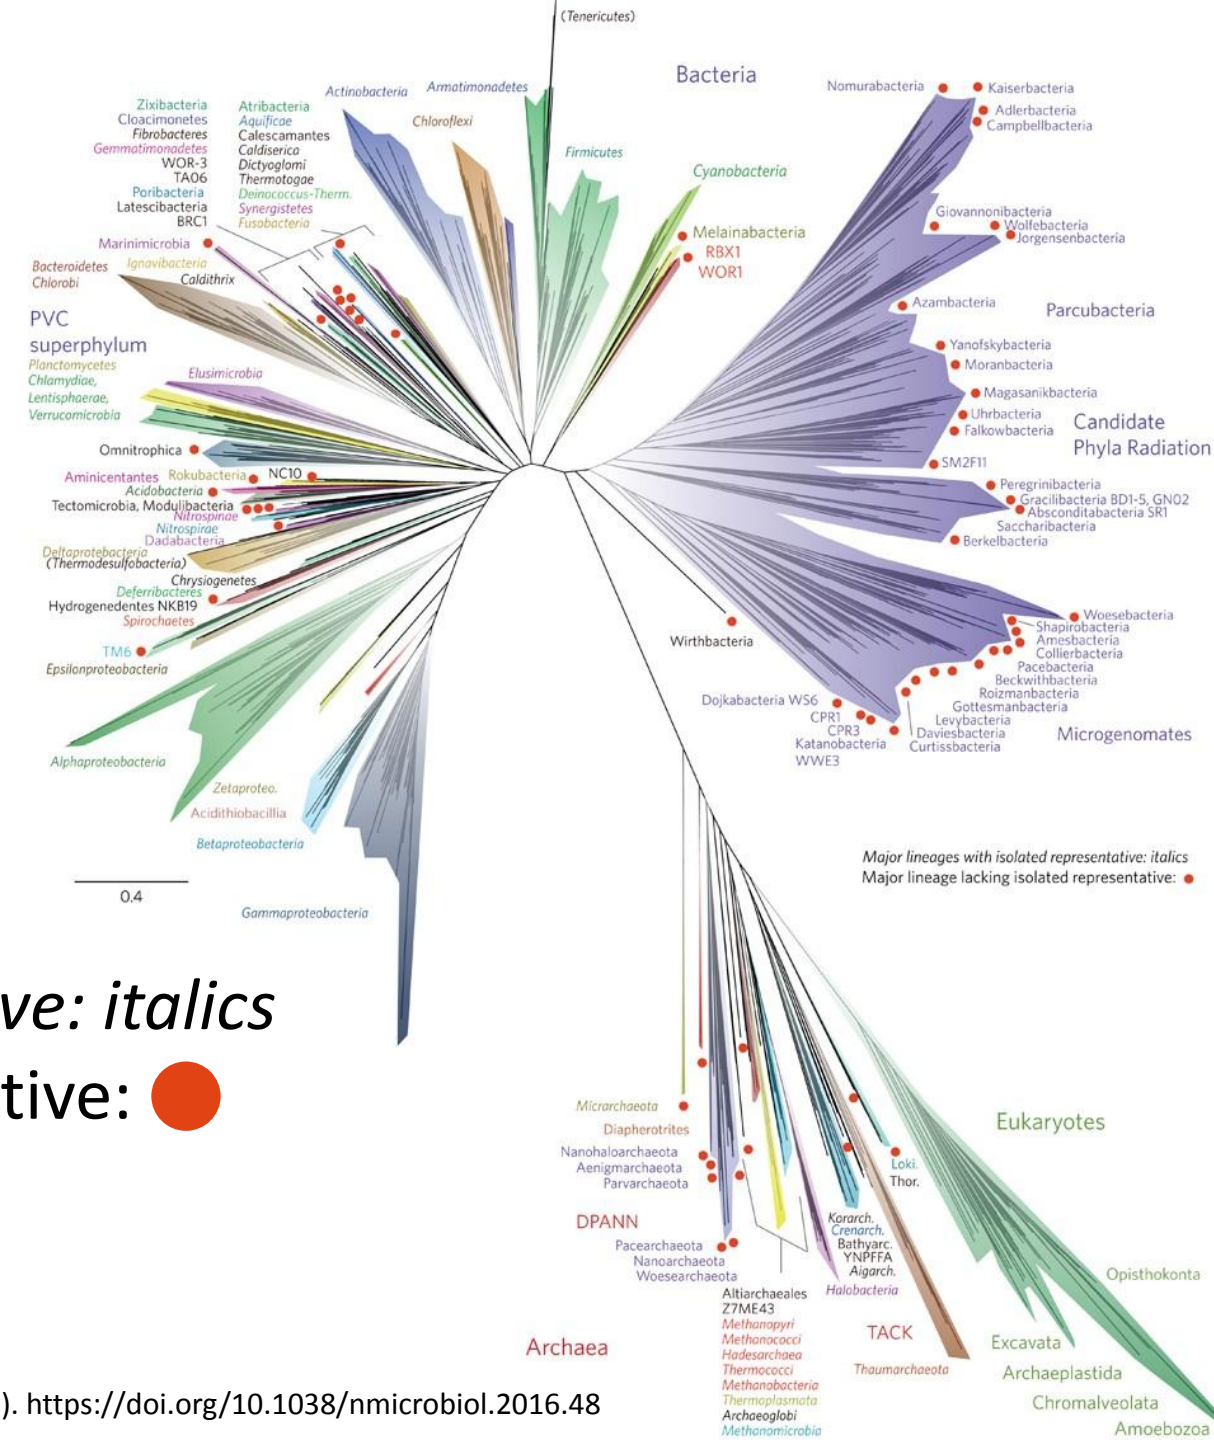 (Tenericutes)
Bacteria
Nomurabacteria
Kaiserbacteria
Adlerbacteria
Campbellbacteria
Actinobacteria
Armatimonadetes
Chloroflexi
Firmicutes
Cyanobacteria
Melainabacteria
RBX1
WOR1
Zixibacteria
Cloacimonetes
Fibrobacteres
Gemmatimonadetes
WOR-3
TA06
Poribacteria
Latescibacteria
BRC1
Atribacteria
Aquificae
Calescamantes
Caldiserica
Dictyoglomi
Thermotogae
Deinococcus-Therm.
Synergistetes
Fusobacteria
Giovannonibacteria
Wolfebacteria
Jorgensenbacteria
Marinimicrobia
Bacteroidetes
Chlorobi
Ignavibacteria
Caldithrix
Azambacteria
Parcubacteria
PVC
superphylum
Planctomycetes
Chlamydiae,
Lentisphaerae,
Verrucomicrobia
Elusimicrobia
Yanofskybacteria
Moranbacteria
Magasanikbacteria
Uhrbacteria
Falkowbacteria
Candidate
Phyla Radiation
SM2F11
Omnitrophica
Aminicentantes
Rokubacteria
NC10
Acidobacteria
Tectomicrobia, Modulibacteria
Nitrospinae
Nitrospirae
Dadabacteria
Deltaprotebacteria
(Thermodesulfobacteria)
Chrysiogenetes
Deferribacteres
Hydrogenedentes NKB19
Spirochaetes
TM6
Epsilonproteobacteria
Peregrinibacteria
Gracilibacteria BD1-5, GN02
Absconditabacteria SR1
Saccharibacteria
Berkelbacteria
Woesebacteria
Shapirobacteria
Amesbacteria
Collierbacteria
Pacebacteria
Beckwithbacteria
Roizmanbacteria
Gottesmanbacteria
Levybacteria
Daviesbacteria
Curtissbacteria
Microgenomates
Wirthbacteria
Dojkabacteria WS6
CPR1
CPR3
Katanobacteria
WWE3
Alphaproteobacteria
Zetaproteo.
Acidithiobacillia
Betaproteobacteria
Gammaproteobacteria
0.4
Major lineages with isolated representative: italics
Major lineage lacking isolated representative:
ve: italics
tive:
Micrarchaeota
Diapherotrites
Nanohaloarchaeota
Aenigmarchaeota
Parvarchaeota
DPANN
Pacearchaeota
Nanoarchaeota
Woesearchaeota
Altiarchaeales
Z7ME43
Methanopyri
Methanococci
Hadesarchaea
Thermococci
Methanobacteria
Thermoplasmata
Archaeoglobi
Methanomicrobia
Halobacteria
Korarch.
Crenarch.
Bathyarc.
YNPFFA
Aigarch.
Loki.
Thor.
TACK
Thaumarchaeota
Archaea
Eukaryotes
Opisthokonta
Excavata
Archaeplastida
Chromalveolata
Amoebozoa
). https://doi.org/10.1038/nmicrobiol.2016.48